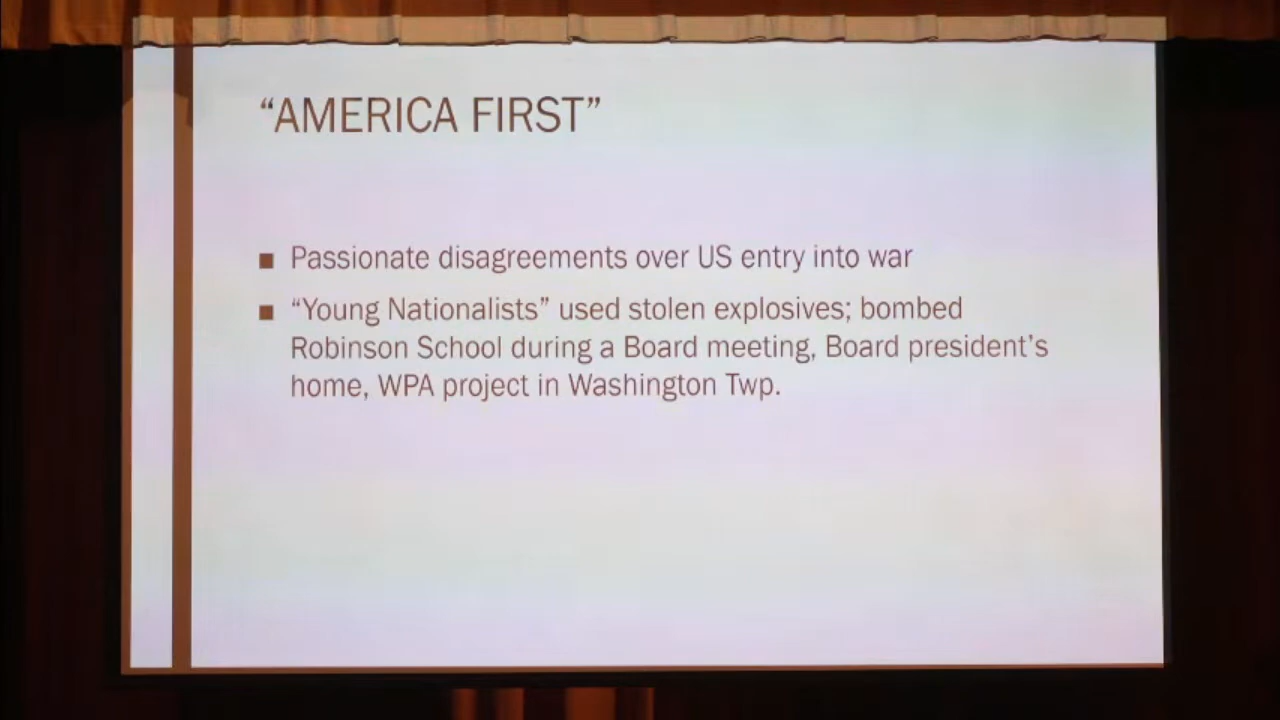 “AMERICA FIRST”
■ Passionate disagreements over US entry into war
■ “Young Nationalists” used stolen explosives; bombed
Robinson School during a Board meeting, Board president’s
home, WPA project in Washington Twp.